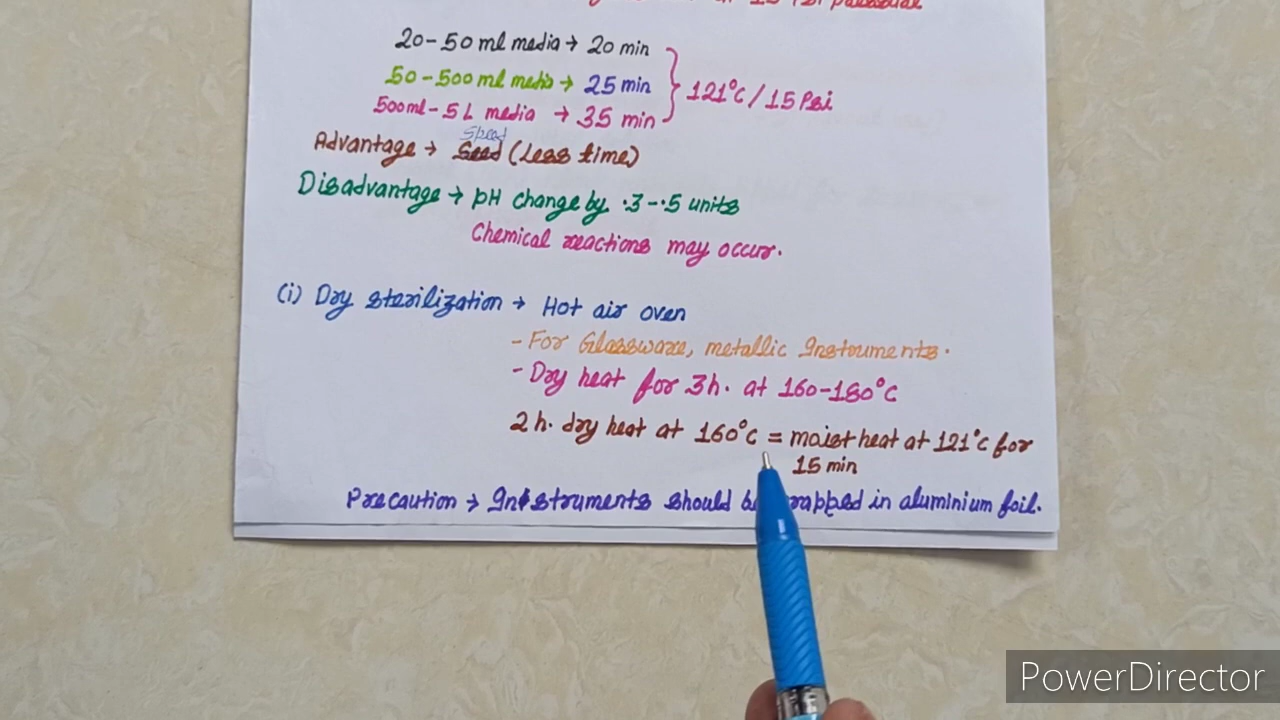 at 15 Psi
20-50 ml media → 20 min
50-500 ml media → 25 min
500ml-5L media → 35 min
} 121°C / 15 Psi
Speed
Advantage → Seed (Less time)
Disadvantage → pH change by .3-.5 units
Chemical reactions may occur.
(i) Dry sterilization → Hot air oven
- For Glassware, metallic Instruments.
- Dry heat for 3h. at 160-180°C
2 h. dry heat at 160°C = moist heat at 121°C for
15 min
Precaution → Instruments should be wrapped in aluminium foil.
PowerDirector